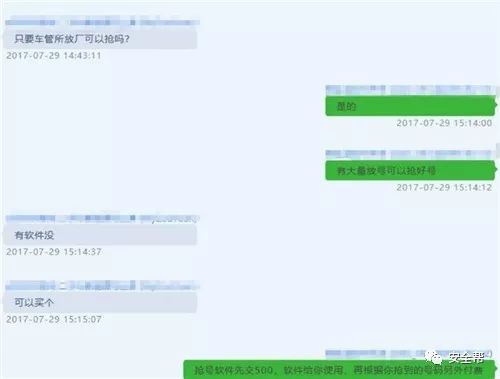 只要车管所放厂可以抢吗?
2017-07-29 14:43:11
是的
2017-07-29 15:14:00
有大量放号可以抢好号
2017-07-29 15:14:12
有软件没
2017-07-29 15:14:37
可以买个
2017-07-29 15:15:07
抢号软件先交500，软件给你使用，再根据你抢到的号码另外付费
安全帮